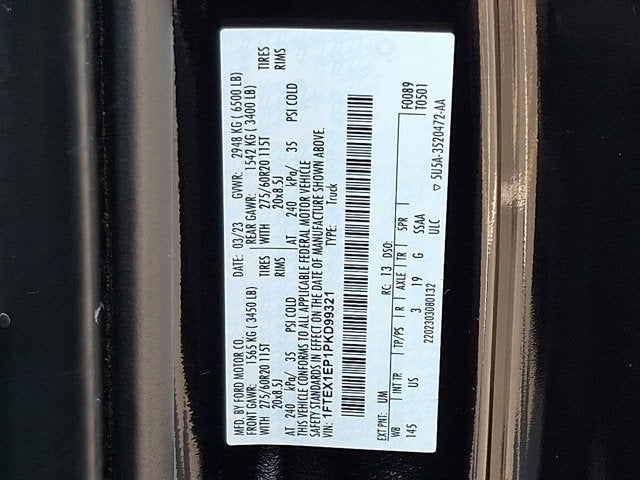 MFD. BY FORD MOTOR CO.
DATE: 03/23 GVWR: 2948 KG ( 6500 LB)
FRONT GAWR: 1565 KG ( 3450 LB) REAR GAWR: 1542 KG ( 3400 LB)
WITH 275/60R20 115T TIRES WITH 275/60R20 115T TIRES
20x8.5J RIMS 20x8.5J RIMS
AT 240 kPa/ 35 PSI COLD AT 240 kPa/ 35 PSI COLD
THIS VEHICLE CONFORMS TO ALL APPLICABLE FEDERAL MOTOR VEHICLE
SAFETY STANDARDS IN EFFECT ON THE DATE OF MANUFACTURE SHOWN ABOVE.
VIN: 1FTEX1EP1PKD99321 TYPE: Truck
F0089
T0501
EXT PNT: UM RC: 13 DSO:
WB INT TR TP/PS R AXLE TR SPR
145 US 3 19 G SSAA
2202303080132 ULC
▽ 5U5A-3520472-AA